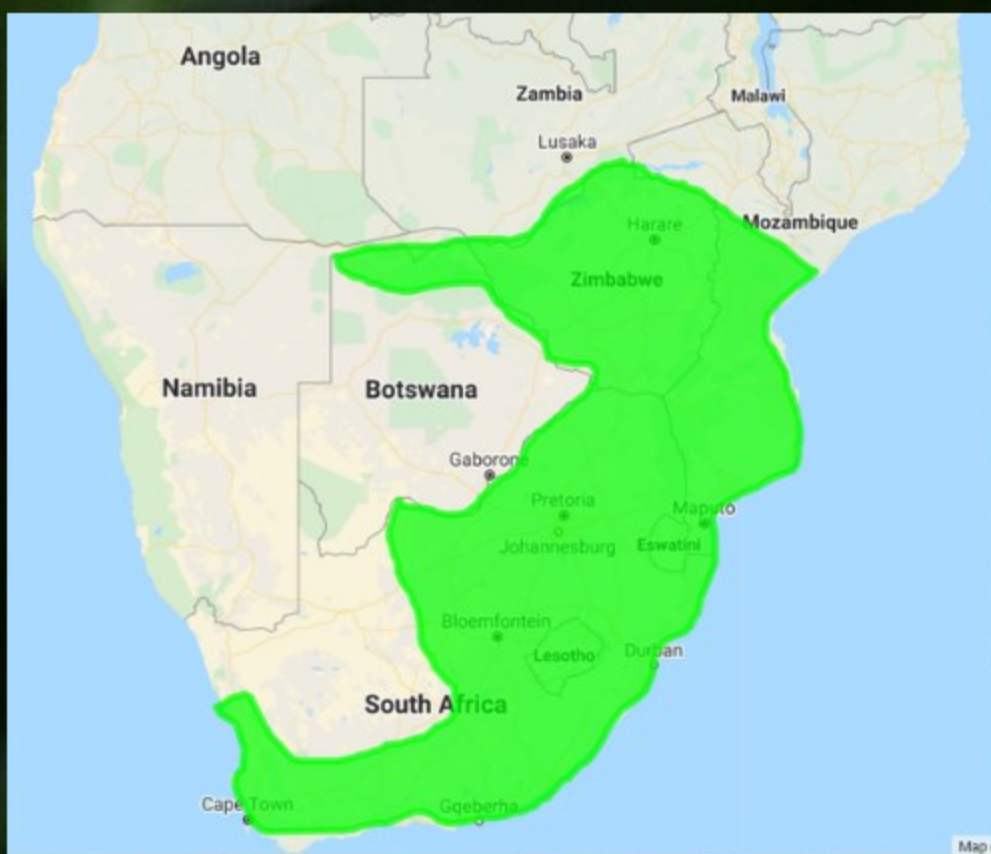 Angola
Zambia
Malawi
Lusaka
Mozambique
Harare
Zimbabwe
Namibia
Botswana
Gaborone
Pretoria
Maputo
Johannesburg
Eswatini
Bloemfontein
Lesotho
Durban
South Africa
Cape Town
Gqeberha
Map